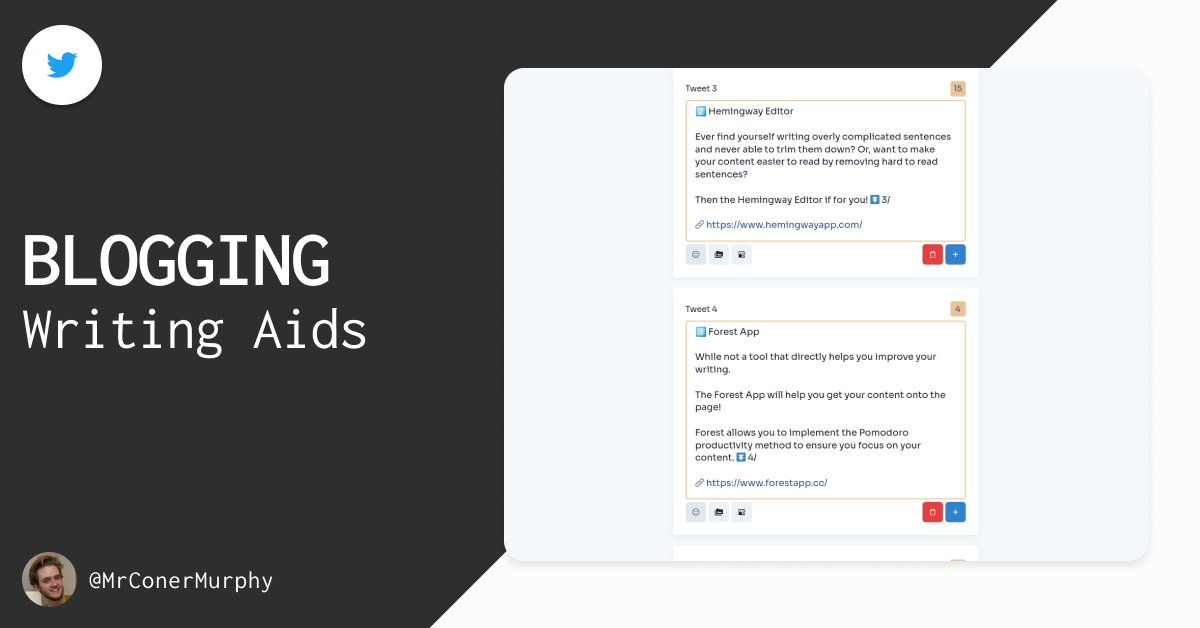 BLOGGING
Writing Aids
@MrConerMurphy
Tweet 3
15
Hemingway Editor
Ever find yourself writing overly complicated sentences
and never able to trim them down? Or, want to make
your content easier to read by removing hard to read
sentences?
Then the Hemingway Editor if for you! ⏬ 3/
🔗 https://www.hemingwayapp.com/
Tweet 4
4
Forest App
While not a tool that directly helps you improve your
writing.
The Forest App will help you get your content onto the
page!
Forest allows you to implement the Pomodoro
productivity method to ensure you focus on your
content. ⏬ 4/
🔗 https://www.forestapp.cc/